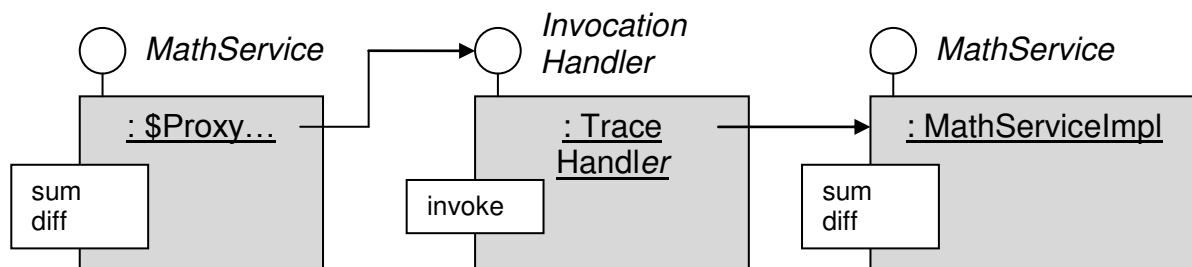 MathService
: $Proxy…
sum
diff
Invocation
Handler
: Trace
Handler
invoke
MathService
: MathServiceImpl
sum
diff